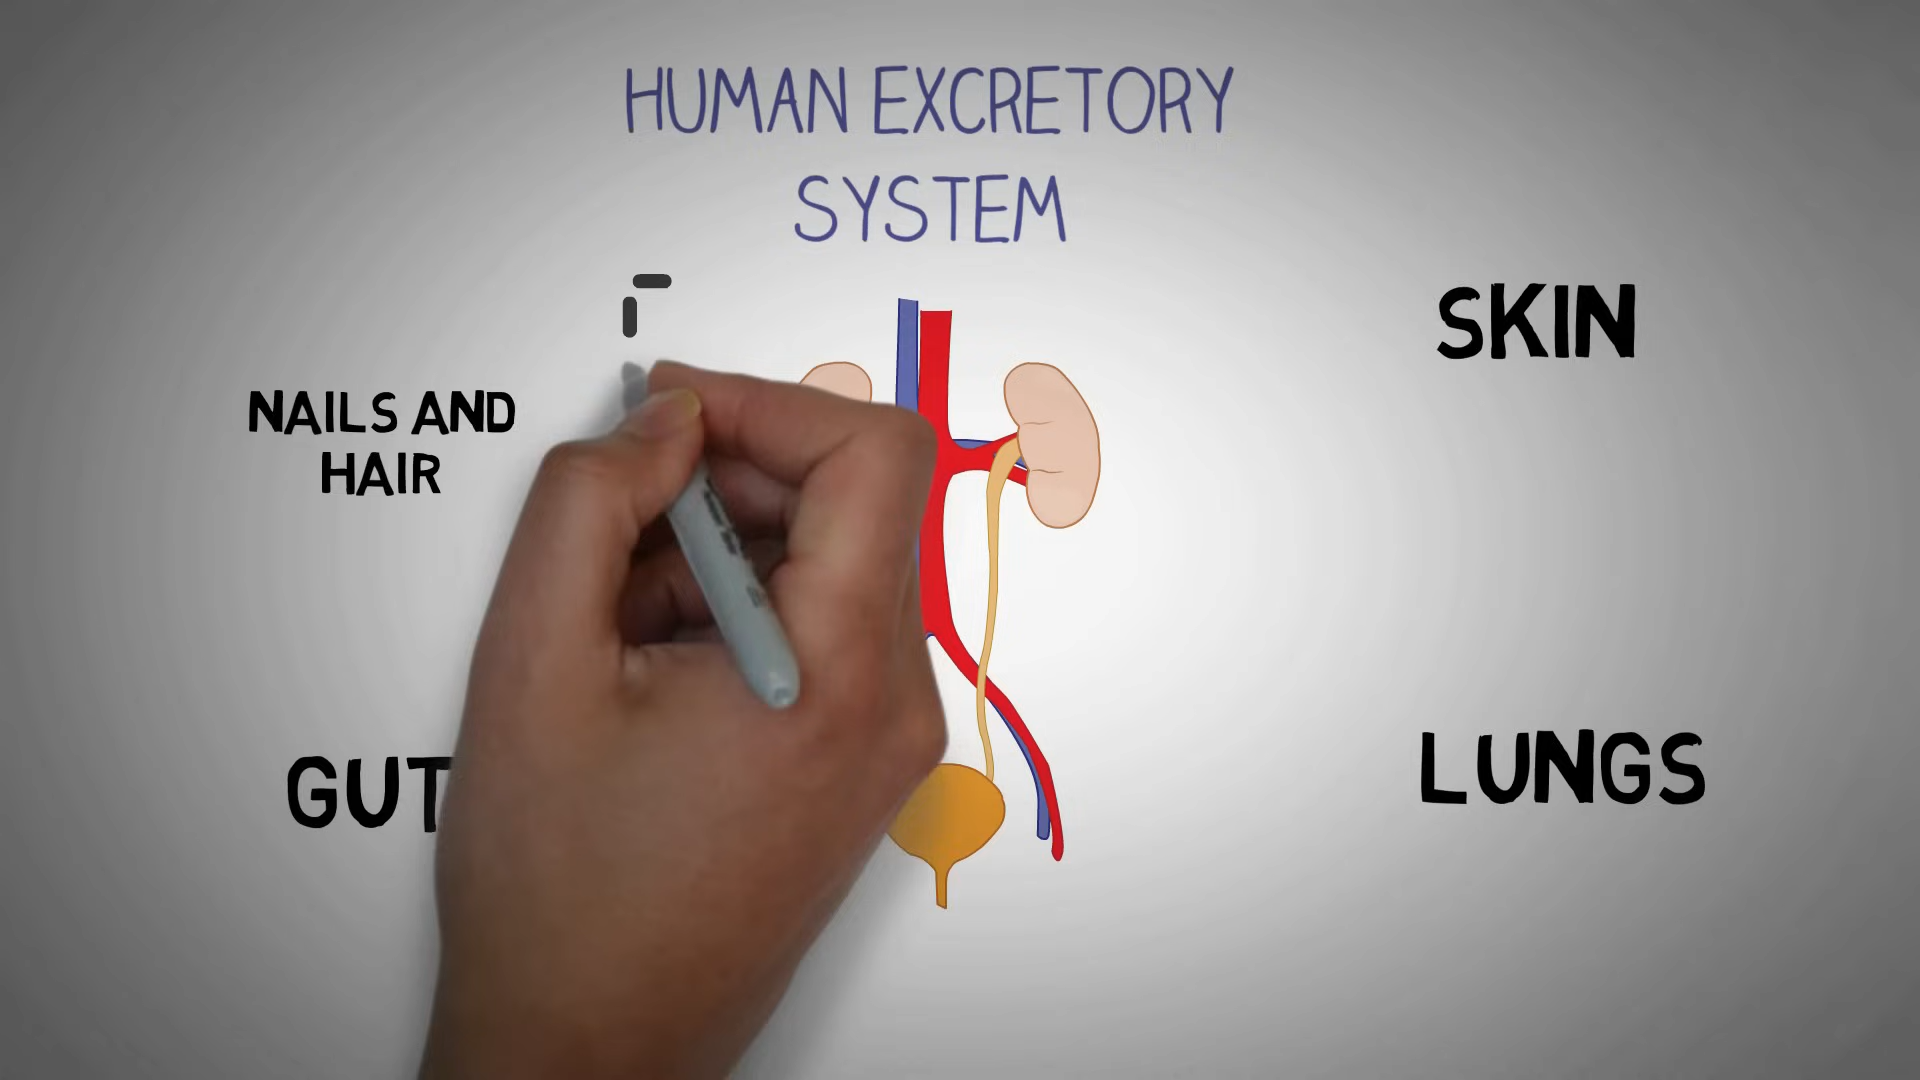 HUMAN EXCRETORY
SYSTEM
SKIN
NAILS AND
HAIR
GUT
LUNGS